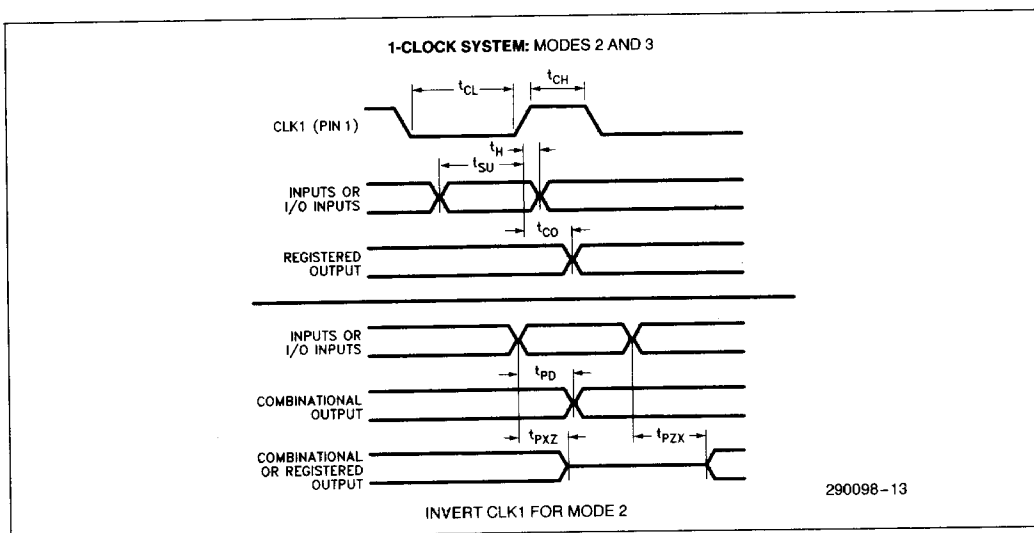 1-CLOCK SYSTEM: MODES 2 AND 3
tCL
tCH
CLK1 (PIN 1)
tH
tSU
INPUTS OR
I/O INPUTS
tCO
REGISTERED
OUTPUT
INPUTS OR
I/O INPUTS
tPD
COMBINATIONAL
OUTPUT
tPXZ
tPZX
COMBINATIONAL
OR REGISTERED
OUTPUT
290098-13
INVERT CLK1 FOR MODE 2